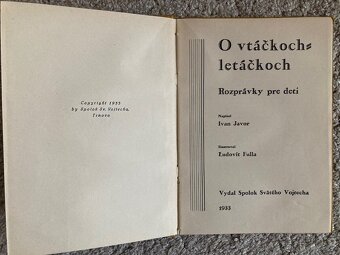 Copyright 1933
by Spolok Sv. Vojtecha,
Trnava.
O vtáčkoch-
letáčkoch
Rozprávky pre deti
Napísal
Ivan Javor
Ilustroval
Ľudovít Fulla
Vydal Spolok Svätého Vojtecha
1933